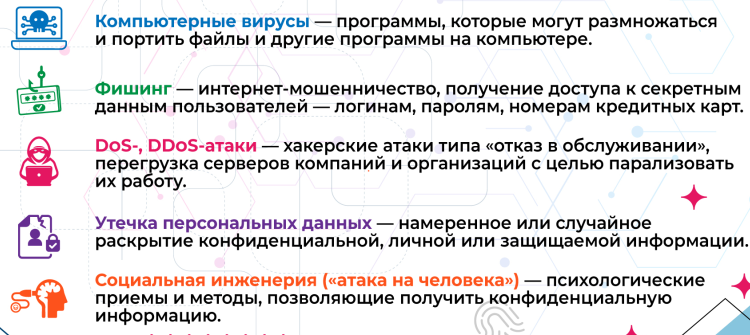 Компьютерные вирусы — программы, которые могут размножаться
и портить файлы и другие программы на компьютере.
Фишинг — интернет-мошенничество, получение доступа к секретным
данным пользователей — логинам, паролям, номерам кредитных карт.
DoS-, DDoS-атаки — хакерские атаки типа «отказ в обслуживании»,
перегрузка серверов компаний и организаций с целью парализовать
их работу.
Утечка персональных данных — намеренное или случайное
раскрытие конфиденциальной, личной или защищаемой информации.
Социальная инженерия («атака на человека») — психологические
приемы и методы, позволяющие получить конфиденциальную
информацию.